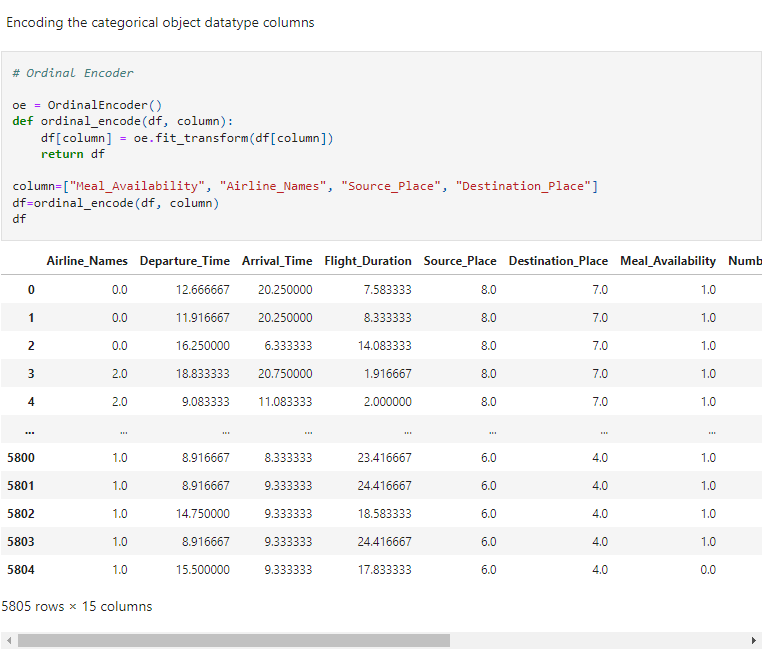 Encoding the categorical object datatype columns
# Ordinal Encoder
oe = OrdinalEncoder()
def ordinal_encode(df, column):
    df[column] = oe.fit_transform(df[column])
    return df
column=["Meal_Availability", "Airline_Names", "Source_Place", "Destination_Place"]
df=ordinal_encode(df, column)
df
Airline_Names Departure_Time Arrival_Time Flight_Duration Source_Place Destination_Place Meal_Availability Numb
0 0.0 12.666667 20.250000 7.583333 8.0 7.0 1.0
1 0.0 11.916667 20.250000 8.333333 8.0 7.0 1.0
2 0.0 16.250000 6.333333 14.083333 8.0 7.0 1.0
3 2.0 18.833333 20.750000 1.916667 8.0 7.0 1.0
4 2.0 9.083333 11.083333 2.000000 8.0 7.0 1.0
... ... ... ... ... ... ... ...
5800 1.0 8.916667 8.333333 23.416667 6.0 4.0 1.0
5801 1.0 8.916667 9.333333 24.416667 6.0 4.0 1.0
5802 1.0 14.750000 9.333333 18.583333 6.0 4.0 1.0
5803 1.0 8.916667 9.333333 24.416667 6.0 4.0 1.0
5804 1.0 15.500000 9.333333 17.833333 6.0 4.0 0.0
5805 rows × 15 columns